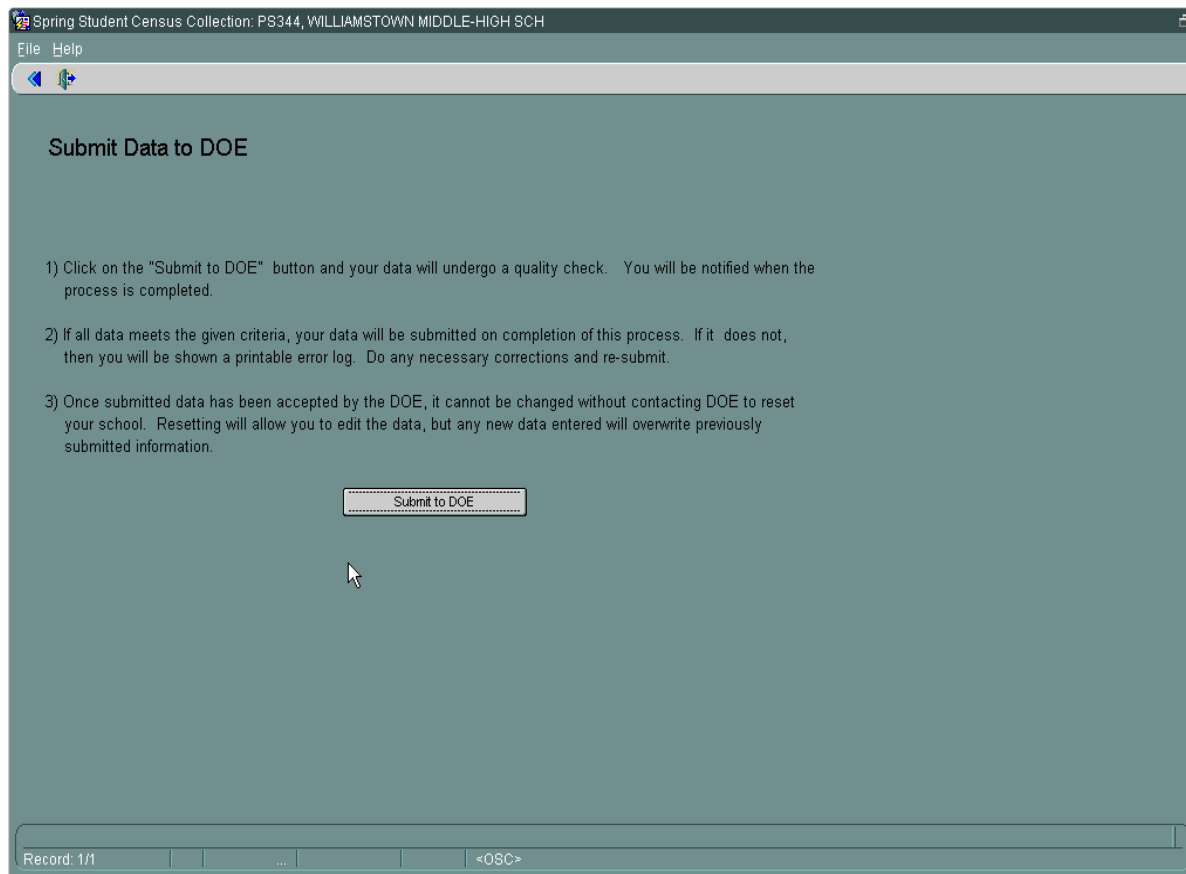 Spring Student Census Collection: PS344, WILLIAMSTOWN MIDDLE-HIGH SCH
File Help
Submit Data to DOE
1) Click on the "Submit to DOE" button and your data will undergo a quality check. You will be notified when the
process is completed.
2) If all data meets the given criteria, your data will be submitted on completion of this process. If it does not,
then you will be shown a printable error log. Do any necessary corrections and re-submit.
3) Once submitted data has been accepted by the DOE, it cannot be changed without contacting DOE to reset
your school. Resetting will allow you to edit the data, but any new data entered will overwrite previously
submitted information.
Submit to DOE
Record: 1/1 ... <OSC>